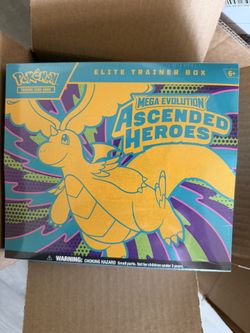 Pokémon
TRADING CARD GAME
ELITE TRAINER BOX
6+
MEGA EVOLUTION
ASCENDED
HEROES
WARNING: CHOKING HAZARD-Small parts. Not for children under 3 years.